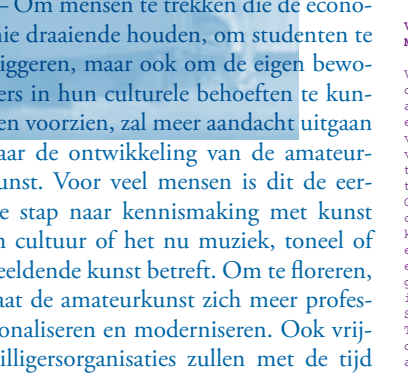 – Om mensen te trekken die de econo-
nie draaiende houden, om studenten te
iggeren, maar ook om de eigen bewo-
ers in hun culturele behoeften te kun-
en voorzien, zal meer aandacht uitgaan
aar de ontwikkeling van de amateur-
unst. Voor veel mensen is dit de eer-
e stap naar kennismaking met kunst
n cultuur of het nu muziek, toneel of
eeldende kunst betreft. Om te floreren,
aat de amateurkunst zich meer profes-
onaliseren en moderniseren. Ook vrij-
illigersorganisaties zullen met de tijd